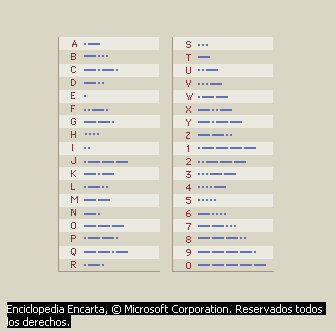 A ·—
B —···
C —·—·
D —··
E ·
F ··—·
G ——·
H ····
I ··
J ·———
K —·—
L ·—··
M ——
N —·
O ———
P ·——·
Q ——·—
R ·—·
S ···
T —
U ··—
V ···—
W ·——
X —··—
Y —·——
Z ——··
1 ·————
2 ··———
3 ···——
4 ····—
5 ·····
6 —····
7 ——···
8 ———··
9 ————·
0 —————
Enciclopedia Encarta, © Microsoft Corporation. Reservados todos
los derechos.